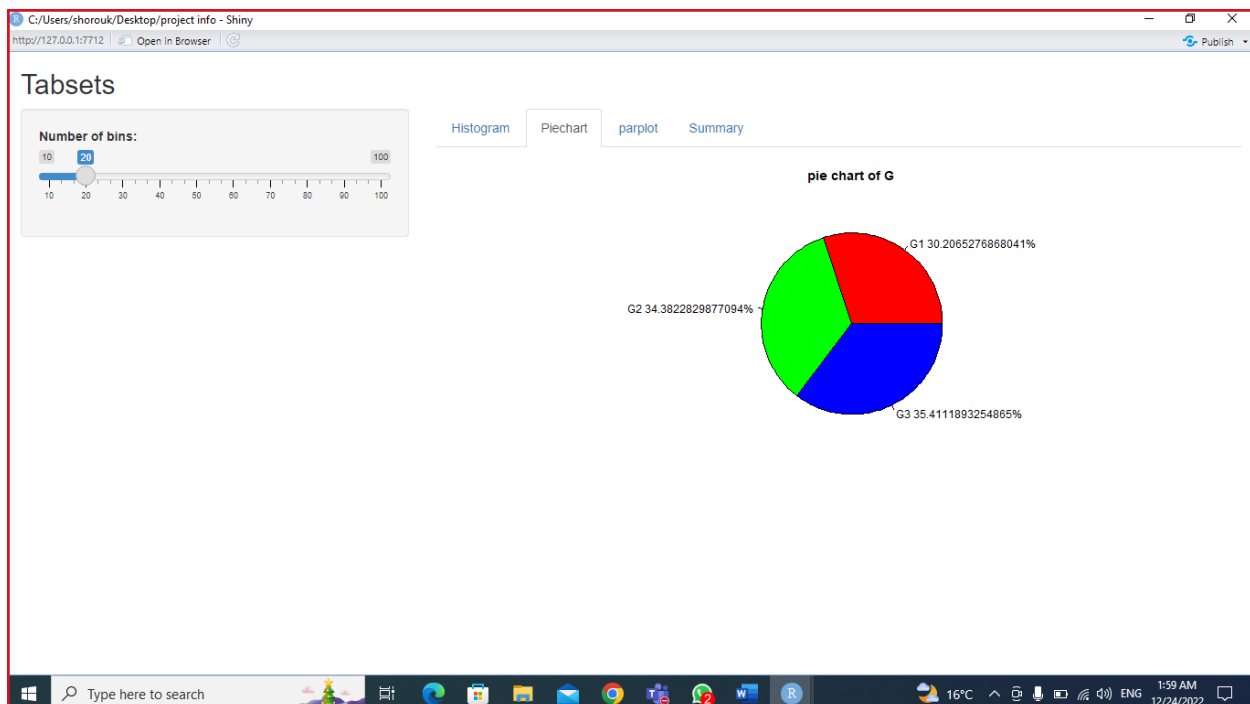 C:/Users/shorouk/Desktop/project info - Shiny
http://127.0.0.1:7712 Open in Browser Publish
Tabsets
Number of bins:
10 20 100
10 20 30 40 50 60 70 80 90 100
Histogram Piechart parplot Summary
pie chart of G
G1 30.2065276868041%
G2 34.3822829877094%
G3 35.4111893254865%
Type here to search
2
W
R
16°C ENG
1:59 AM
12/24/2022